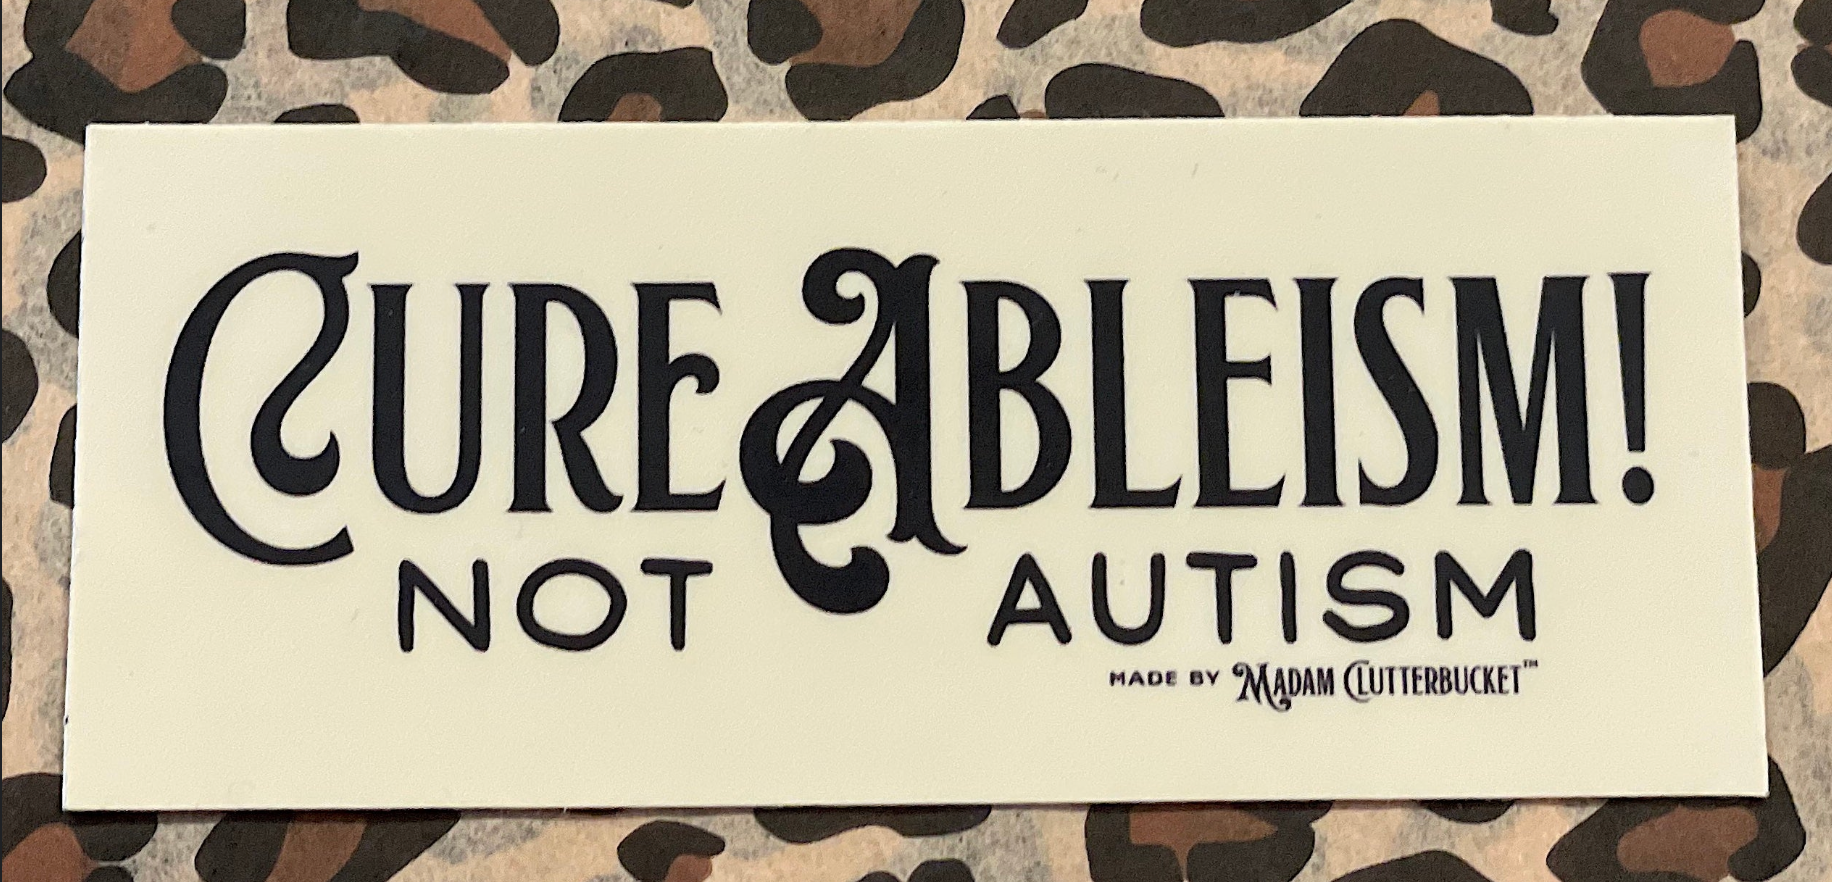 CURE ABLEISM!
NOT AUTISM
MADE BY MADAM CLUTTERBUCKET™